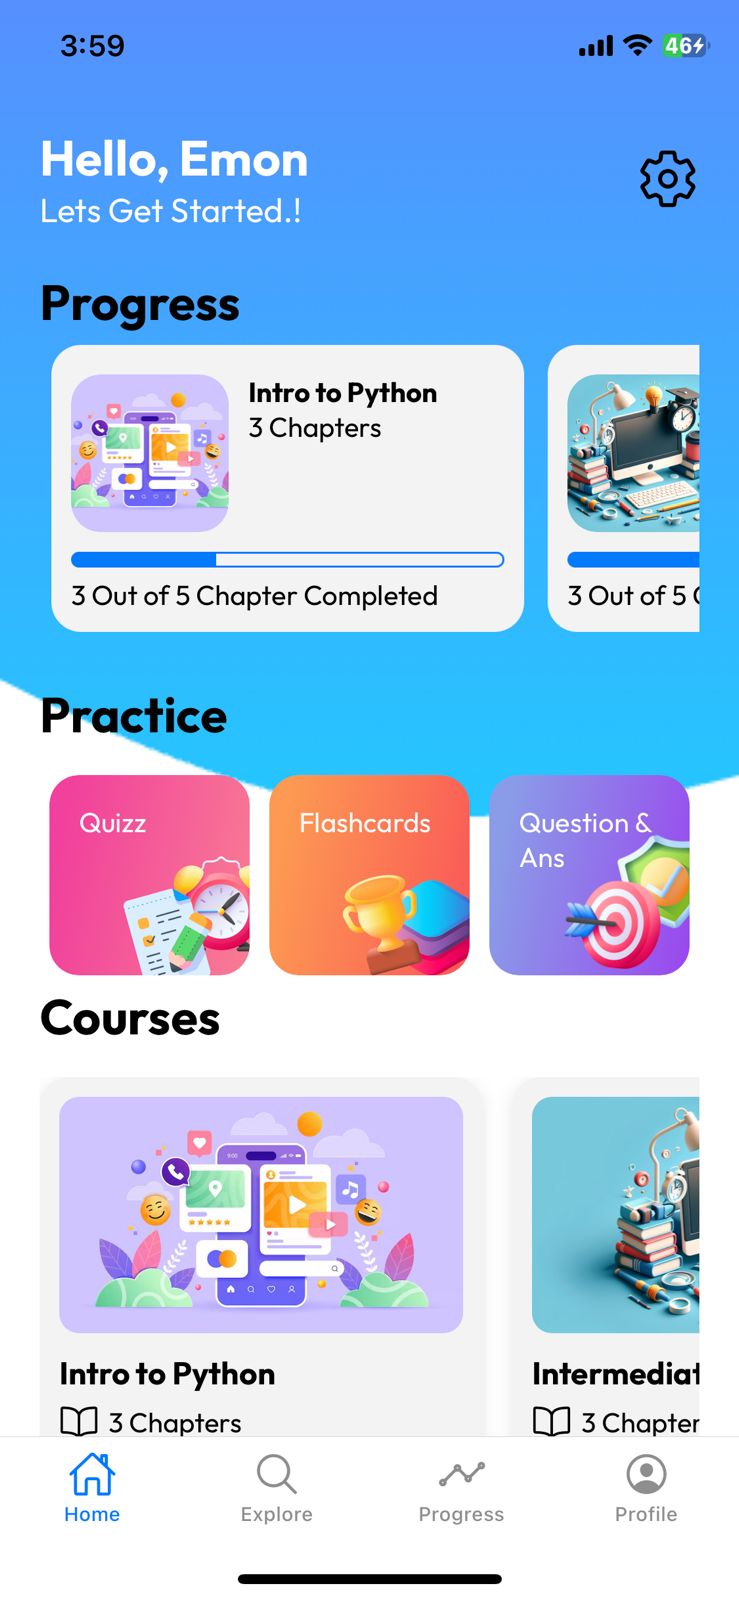 3:59
46
Hello, Emon
Lets Get Started.!
Progress
Intro to Python
3 Chapters
3 Out of 5 Chapter Completed
3 Out of 5
Practice
Quizz
Flashcards
Question &
Ans
Courses
9:00
Intro to Python
3 Chapters
Intermediat
3 Chapter
Home
Explore
Progress
Profile